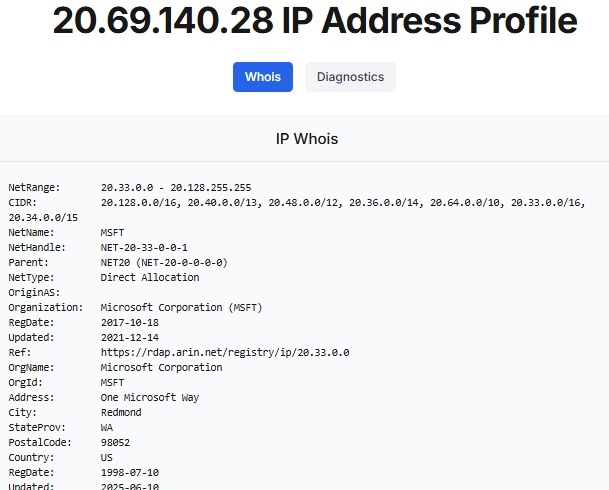 20.69.140.28 IP Address Profile
Whois Diagnostics
IP Whois
NetRange: 20.33.0.0 - 20.128.255.255
CIDR: 20.128.0.0/16, 20.40.0.0/13, 20.48.0.0/12, 20.36.0.0/14, 20.64.0.0/10, 20.33.0.0/16,
20.34.0.0/15
NetName: MSFT
NetHandle: NET-20-33-0-0-1
Parent: NET20 (NET-20-0-0-0-0)
NetType: Direct Allocation
OriginAS:
Organization: Microsoft Corporation (MSFT)
RegDate: 2017-10-18
Updated: 2021-12-14
Ref: https://rdap.arin.net/registry/ip/20.33.0.0
OrgName: Microsoft Corporation
OrgId: MSFT
Address: One Microsoft Way
City: Redmond
StateProv: WA
PostalCode: 98052
Country: US
RegDate: 1998-07-10
Updated: 2025-06-10